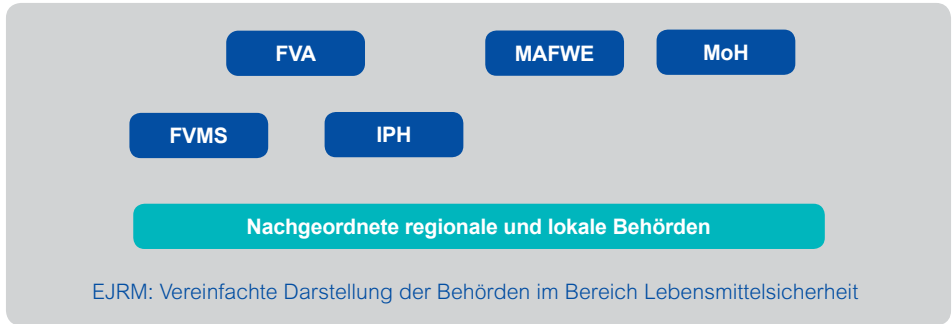 FVA
MAFWE
MoH
FVMS
IPH
Nachgeordnete regionale und lokale Behörden
EJRM: Vereinfachte Darstellung der Behörden im Bereich Lebensmittelsicherheit